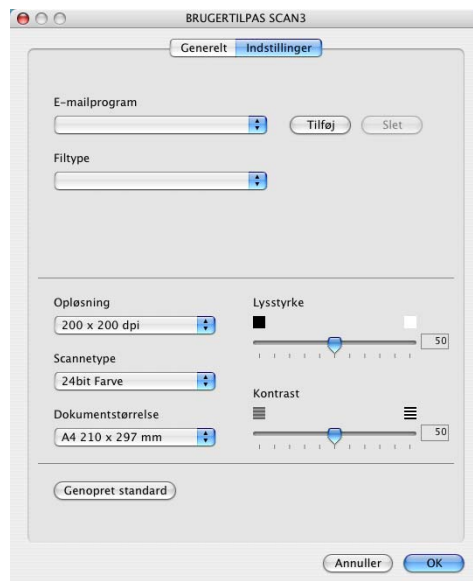 BRUGERTILPAS SCAN3
Generelt Indstillinger
E-mailprogram
Tilføj Slet
Filtype
Opløsning
200 x 200 dpi
Scannetype
24bit Farve
Dokumentstørrelse
A4 210 x 297 mm
Lysstyrke
50
Kontrast
50
Genopret standard
Annuller OK